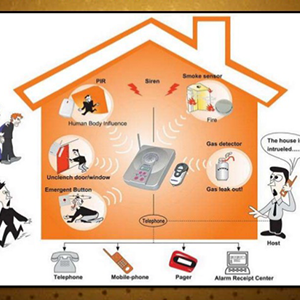 PIR
Siren
Smoke sensor
Human Body Influence
Fire
Unclench door/window
Gas detector
Emergent Button
Gas leak out!
The house is
intrueled....
Telephone
Host
Telephone
Mobile-phone
Pager
Alarm Receipt Center